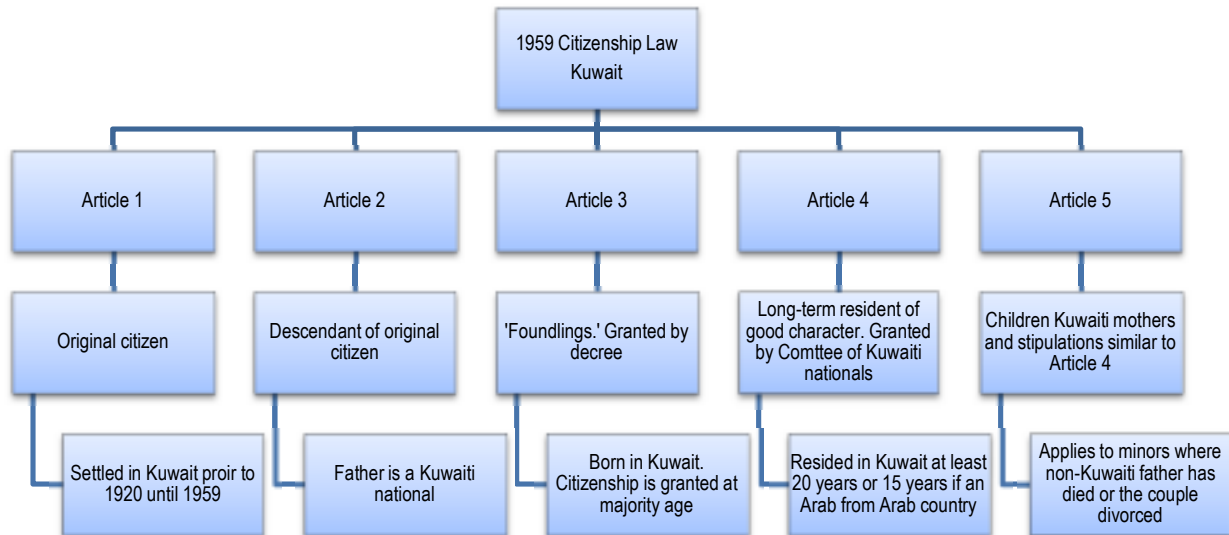 1959 Citizenship Law
Kuwait
Article 1
Article 2
Article 3
Article 4
Article 5
Original citizen
Descendant of original
citizen
'Foundlings.' Granted by
decree
Long-term resident of
good character. Granted
by Comttee of Kuwaiti
nationals
Children Kuwaiti mothers
and stipulations similar to
Article 4
Settled in Kuwait proir to
1920 until 1959
Father is a Kuwaiti
national
Born in Kuwait.
Citizenship is granted at
majority age
Resided in Kuwait at least
20 years or 15 years if an
Arab from Arab country
Applies to minors where
non-Kuwaiti father has
died or the couple
divorced